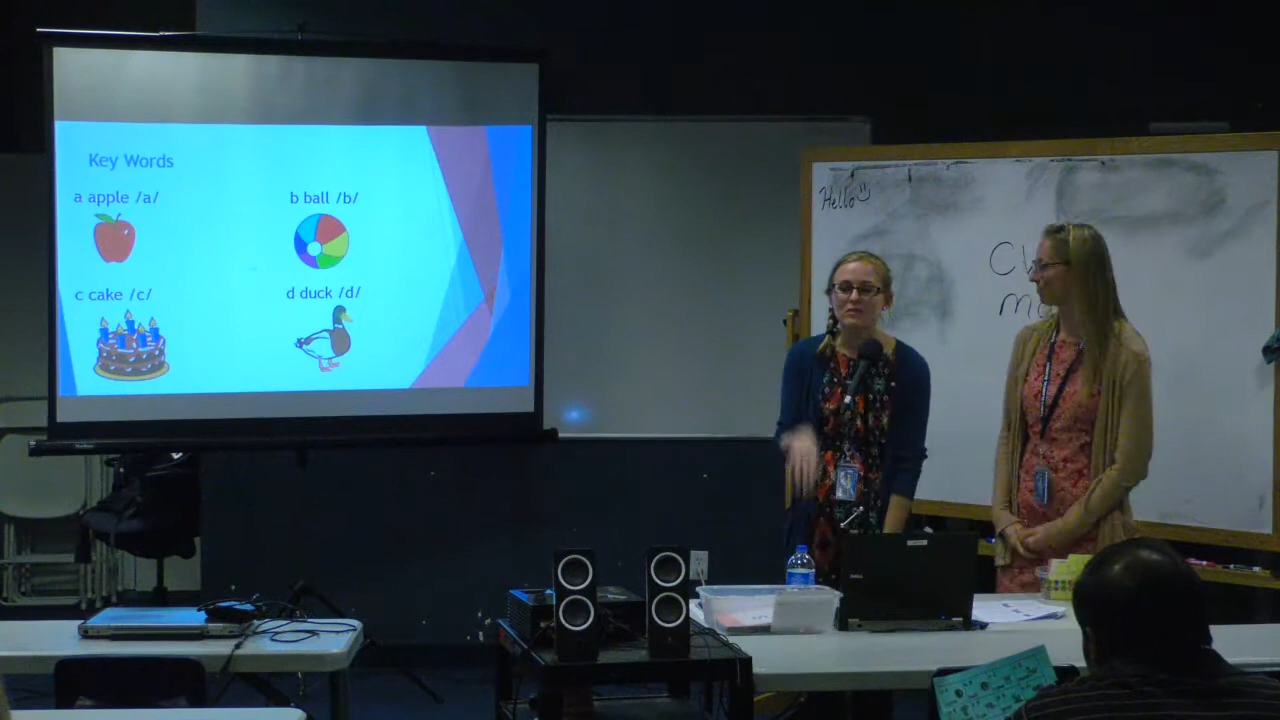 Key Words
a apple /a/
b ball /b/
c cake /c/
d duck /d/
Hello